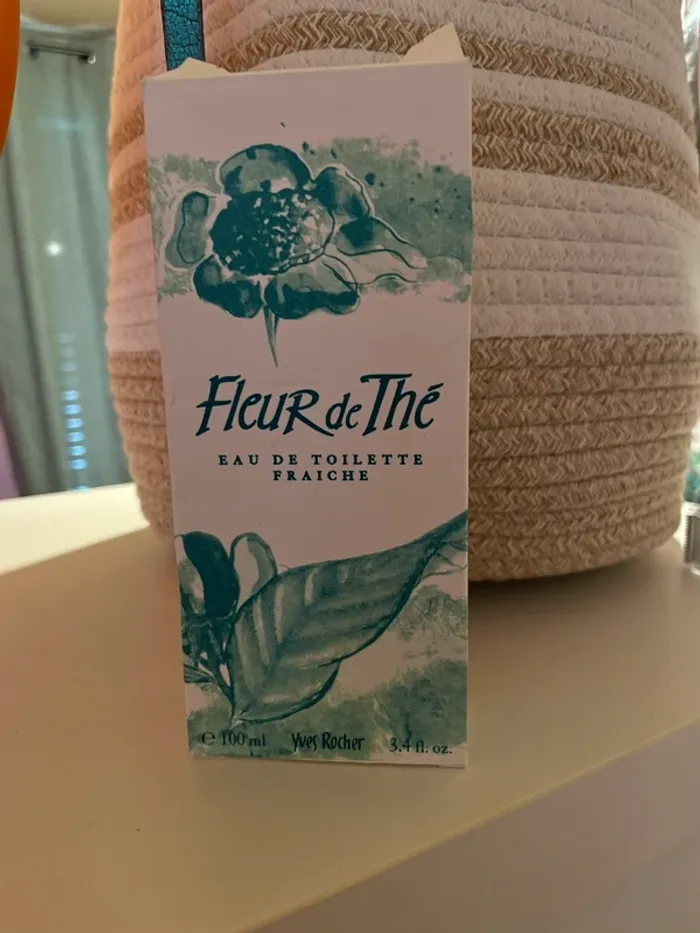 Fleur de Thé
EAU DE TOILETTE
FRAICHE
℮ 100 ml Yves Rocher 3.4 fl. oz.